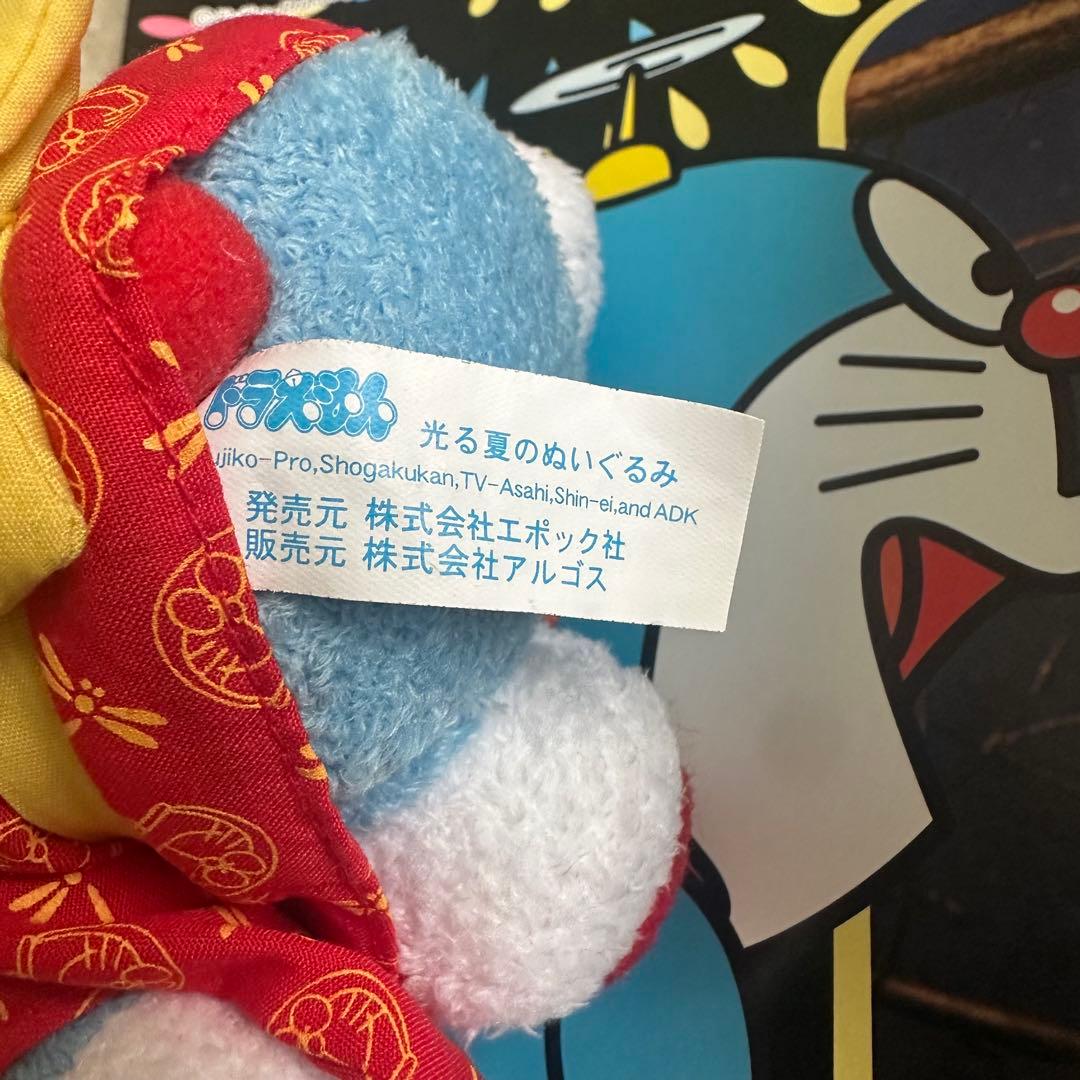 ドラえもん 光る夏のぬいぐるみ
ujiko-Pro,Shogakukan,TV-Asahi,Shin-ei,and ADK
発売元 株式会社エポック社
販売元 株式会社アルゴス